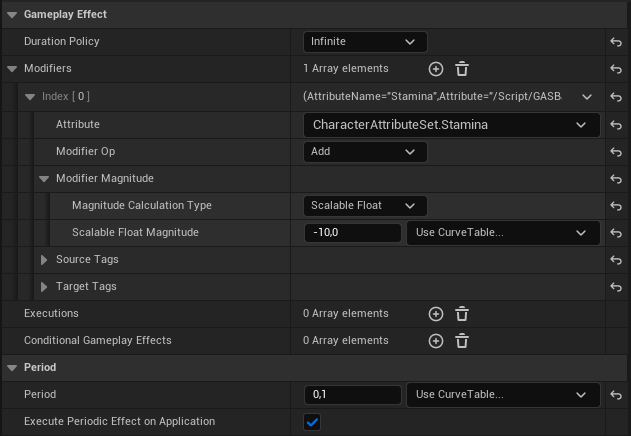 Gameplay Effect
Duration Policy Infinite
Modifiers 1 Array elements
Index [ 0 ] (AttributeName="Stamina",Attribute="/Script/GASB
Attribute CharacterAttributeSet.Stamina
Modifier Op Add
Modifier Magnitude
Magnitude Calculation Type Scalable Float
Scalable Float Magnitude -10,0 Use CurveTable...
Source Tags
Target Tags
Executions 0 Array elements
Conditional Gameplay Effects 0 Array elements
Period
Period 0,1 Use CurveTable...
Execute Periodic Effect on Application